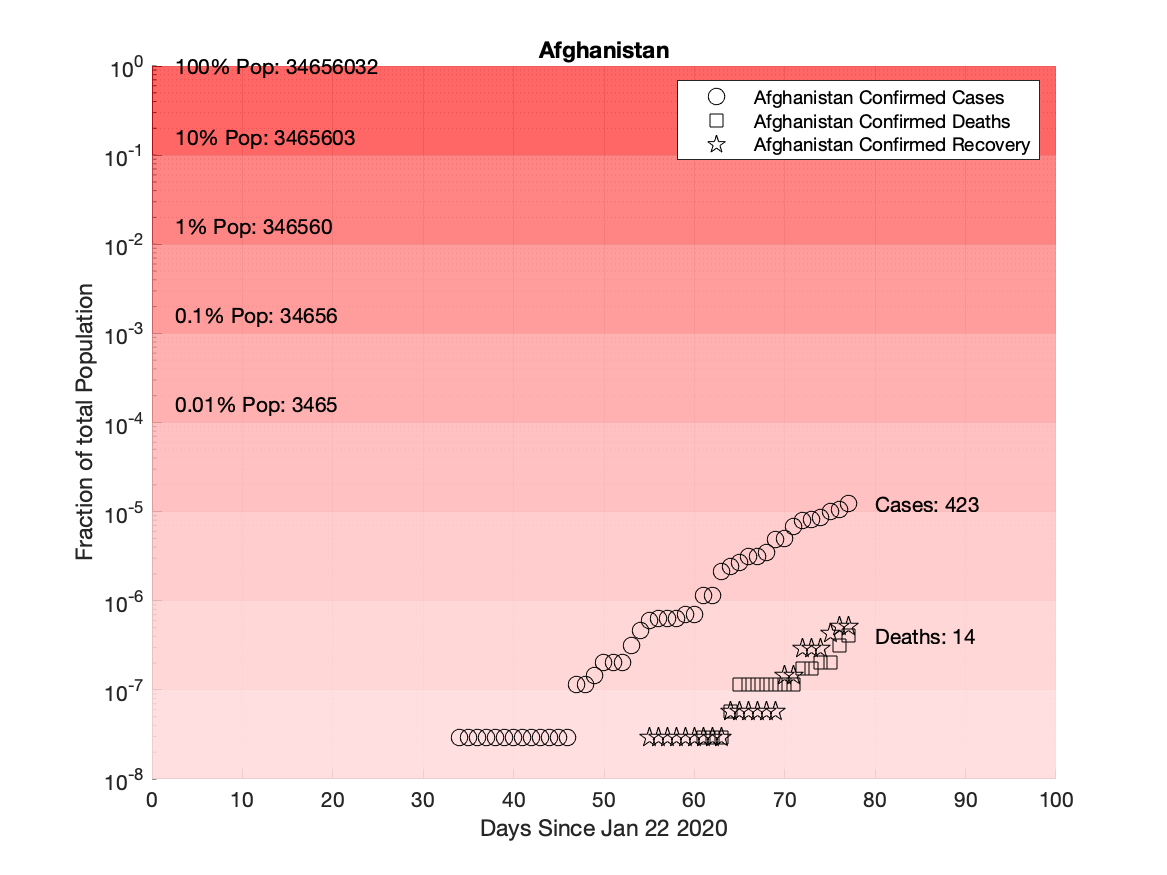 Afghanistan
10^0
100% Pop: 34656032
Afghanistan Confirmed Cases
Afghanistan Confirmed Deaths
Afghanistan Confirmed Recovery
10% Pop: 3465603
10^-1
1% Pop: 346560
10^-2
0.1% Pop: 34656
10^-3
0.01% Pop: 3465
10^-4
Cases: 423
10^-5
10^-6
Deaths: 14
10^-7
10^-8
Fraction of total Population
0 10 20 30 40 50 60 70 80 90 100
Days Since Jan 22 2020